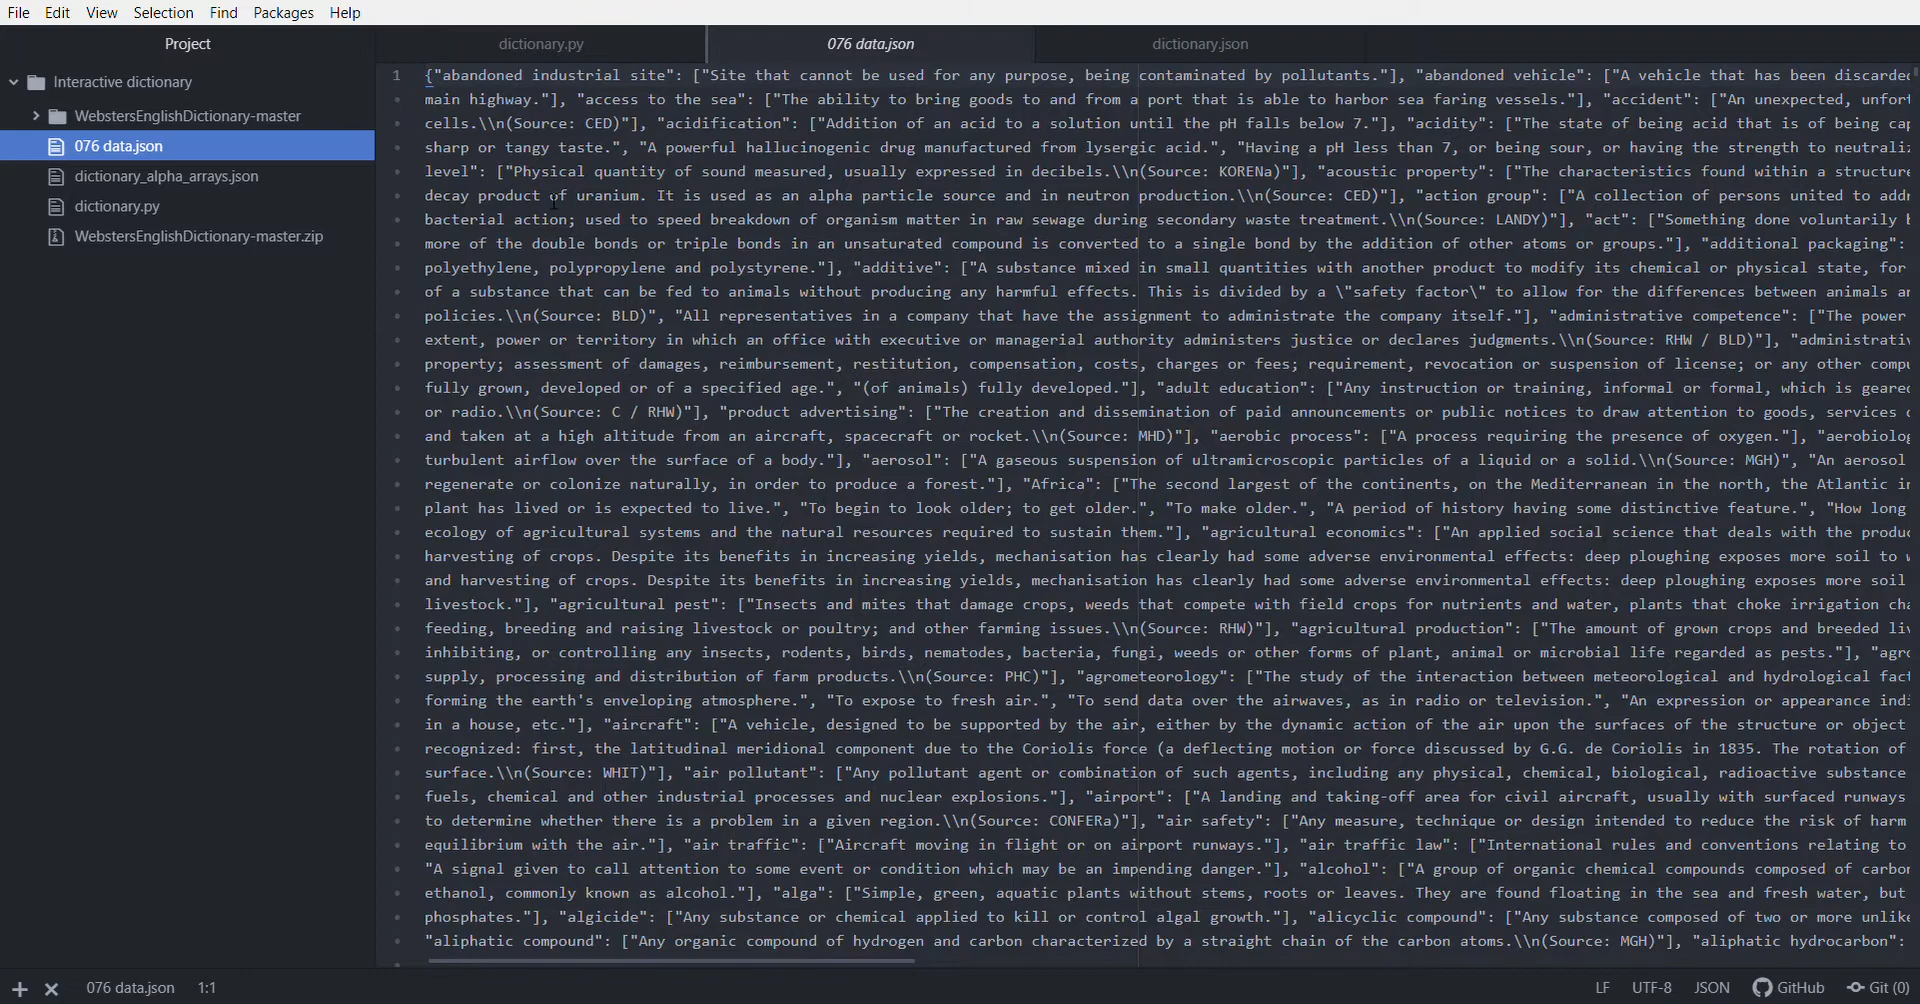 File Edit View Selection Find Packages Help
Project
dictionary.py 076 data.json dictionary.json
Interactive dictionary
WebstersEnglishDictionary-master
076 data.json
dictionary_alpha_arrays.json
dictionary.py
WebstersEnglishDictionary-master.zip
1 {"abandoned industrial site": ["Site that cannot be used for any purpose, being contaminated by pollutants."], "abandoned vehicle": ["A vehicle that has been discarded
main highway."], "access to the sea": ["The ability to bring goods to and from a port that is able to harbor sea faring vessels."], "accident": ["An unexpected, unfort
cells.\\n(Source: CED)"], "acidification": ["Addition of an acid to a solution until the pH falls below 7."], "acidity": ["The state of being acid that is of being cap
sharp or tangy taste.", "A powerful hallucinogenic drug manufactured from lysergic acid.", "Having a pH less than 7, or being sour, or having the strength to neutraliz
level": ["Physical quantity of sound measured, usually expressed in decibels.\\n(Source: KORENa)"], "acoustic property": ["The characteristics found within a structure
decay product of uranium. It is used as an alpha particle source and in neutron production.\\n(Source: CED)"], "action group": ["A collection of persons united to addr
bacterial action; used to speed breakdown of organism matter in raw sewage during secondary waste treatment.\\n(Source: LANDY)"], "act": ["Something done voluntarily b
more of the double bonds or triple bonds in an unsaturated compound is converted to a single bond by the addition of other atoms or groups."], "additional packaging":
polyethylene, polypropylene and polystyrene."], "additive": ["A substance mixed in small quantities with another product to modify its chemical or physical state, for
of a substance that can be fed to animals without producing any harmful effects. This is divided by a \"safety factor\" to allow for the differences between animals an
policies.\\n(Source: BLD)", "All representatives in a company that have the assignment to administrate the company itself."], "administrative competence": ["The power
extent, power or territory in which an office with executive or managerial authority administers justice or declares judgments.\\n(Source: RHW / BLD)"], "administrativ
property; assessment of damages, reimbursement, restitution, compensation, costs, charges or fees; requirement, revocation or suspension of license; or any other compu
fully grown, developed or of a specified age.", "(of animals) fully developed."], "adult education": ["Any instruction or training, informal or formal, which is geared
or radio.\\n(Source: C / RHW)"], "product advertising": ["The creation and dissemination of paid announcements or public notices to draw attention to goods, services o
and taken at a high altitude from an aircraft, spacecraft or rocket.\\n(Source: MHD)"], "aerobic process": ["A process requiring the presence of oxygen."], "aerobiolog
turbulent airflow over the surface of a body."], "aerosol": ["A gaseous suspension of ultramicroscopic particles of a liquid or a solid.\\n(Source: MGH)", "An aerosol
regenerate or colonize naturally, in order to produce a forest."], "Africa": ["The second largest of the continents, on the Mediterranean in the north, the Atlantic in
plant has lived or is expected to live.", "To begin to look older; to get older.", "To make older.", "A period of history having some distinctive feature.", "How long
ecology of agricultural systems and the natural resources required to sustain them."], "agricultural economics": ["An applied social science that deals with the produc
harvesting of crops. Despite its benefits in increasing yields, mechanisation has clearly had some adverse environmental effects: deep ploughing exposes more soil to w
and harvesting of crops. Despite its benefits in increasing yields, mechanisation has clearly had some adverse environmental effects: deep ploughing exposes more soil
livestock."], "agricultural pest": ["Insects and mites that damage crops, weeds that compete with field crops for nutrients and water, plants that choke irrigation cha
feeding, breeding and raising livestock or poultry; and other farming issues.\\n(Source: RHW)"], "agricultural production": ["The amount of grown crops and breeded liv
inhibiting, or controlling any insects, rodents, birds, nematodes, bacteria, fungi, weeds or other forms of plant, animal or microbial life regarded as pests."], "agro
supply, processing and distribution of farm products.\\n(Source: PHC)"], "agrometeorology": ["The study of the interaction between meteorological and hydrological fact
forming the earth's enveloping atmosphere.", "To expose to fresh air.", "To send data over the airwaves, as in radio or television.", "An expression or appearance indi
in a house, etc."], "aircraft": ["A vehicle, designed to be supported by the air, either by the dynamic action of the air upon the surfaces of the structure or object
recognized: first, the latitudinal meridional component due to the Coriolis force (a deflecting motion or force discussed by G.G. de Coriolis in 1835. The rotation of
surface.\\n(Source: WHIT)"], "air pollutant": ["Any pollutant agent or combination of such agents, including any physical, chemical, biological, radioactive substance
fuels, chemical and other industrial processes and nuclear explosions."], "airport": ["A landing and taking-off area for civil aircraft, usually with surfaced runways
to determine whether there is a problem in a given region.\\n(Source: CONFERa)"], "air safety": ["Any measure, technique or design intended to reduce the risk of harm
equilibrium with the air."], "air traffic": ["Aircraft moving in flight or on airport runways."], "air traffic law": ["International rules and conventions relating to
"A signal given to call attention to some event or condition which may be an impending danger."], "alcohol": ["A group of organic chemical compounds composed of carbon
ethanol, commonly known as alcohol."], "alga": ["Simple, green, aquatic plants without stems, roots or leaves. They are found floating in the sea and fresh water, but
phosphates."], "algicide": ["Any substance or chemical applied to kill or control algal growth."], "alicyclic compound": ["Any substance composed of two or more unlike
"aliphatic compound": ["Any organic compound of hydrogen and carbon characterized by a straight chain of the carbon atoms.\\n(Source: MGH)"], "aliphatic hydrocarbon":
076 data.json 1:1 LF UTF-8 JSON GitHub Git (0)